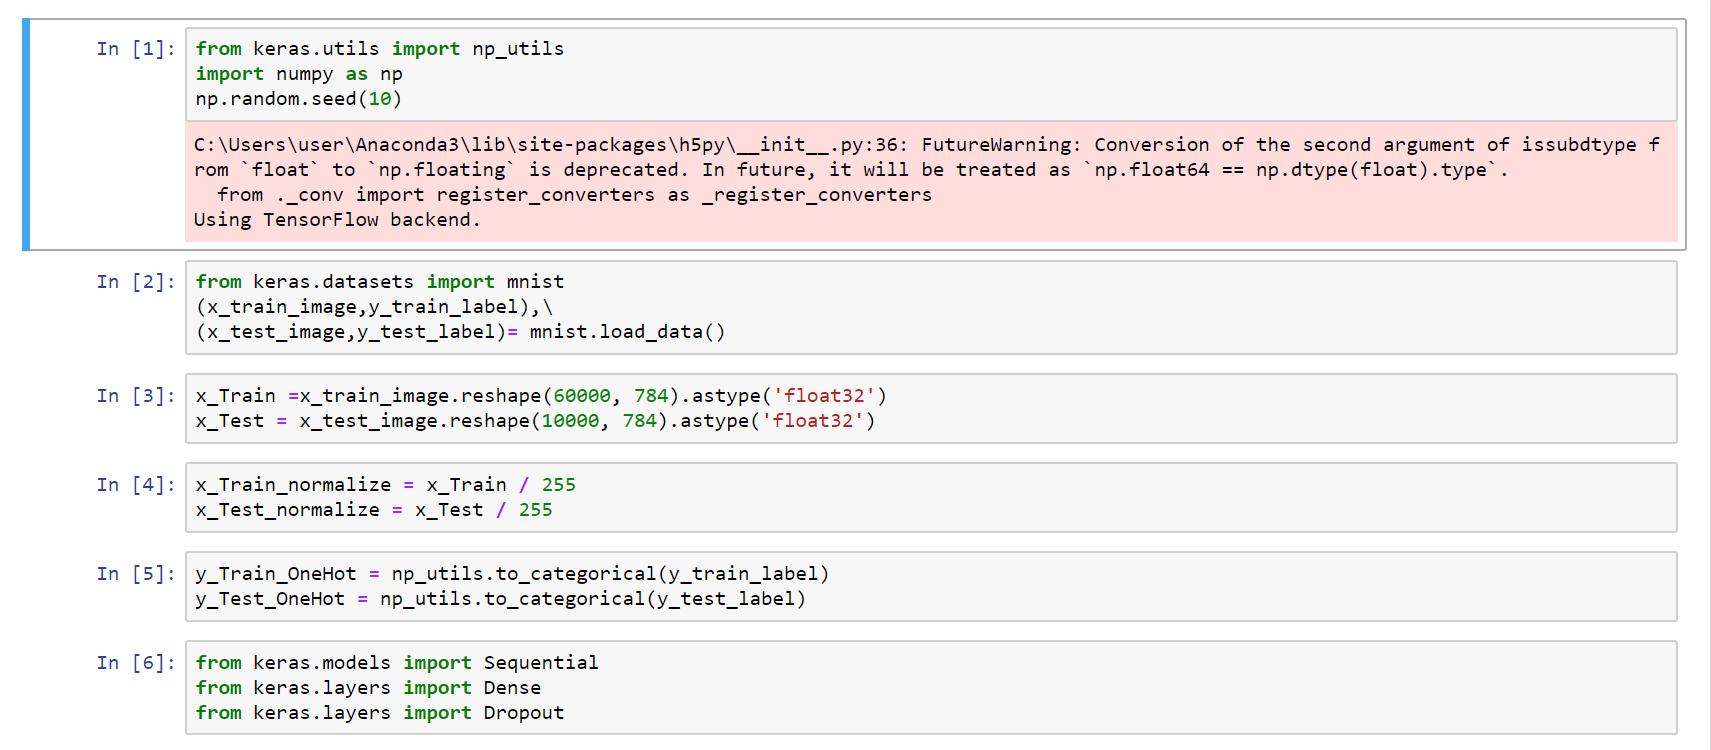 In [1]: from keras.utils import np_utils
import numpy as np
np.random.seed(10)
C:\Users\user\Anaconda3\lib\site-packages\h5py\__init__.py:36: FutureWarning: Conversion of the second argument of issubdtype f
rom `float` to `np.floating` is deprecated. In future, it will be treated as `np.float64 == np.dtype(float).type`.
  from ._conv import register_converters as _register_converters
Using TensorFlow backend.
In [2]: from keras.datasets import mnist
(x_train_image,y_train_label),\
(x_test_image,y_test_label)= mnist.load_data()
In [3]: x_Train =x_train_image.reshape(60000, 784).astype('float32')
x_Test = x_test_image.reshape(10000, 784).astype('float32')
In [4]: x_Train_normalize = x_Train / 255
x_Test_normalize = x_Test / 255
In [5]: y_Train_OneHot = np_utils.to_categorical(y_train_label)
y_Test_OneHot = np_utils.to_categorical(y_test_label)
In [6]: from keras.models import Sequential
from keras.layers import Dense
from keras.layers import Dropout